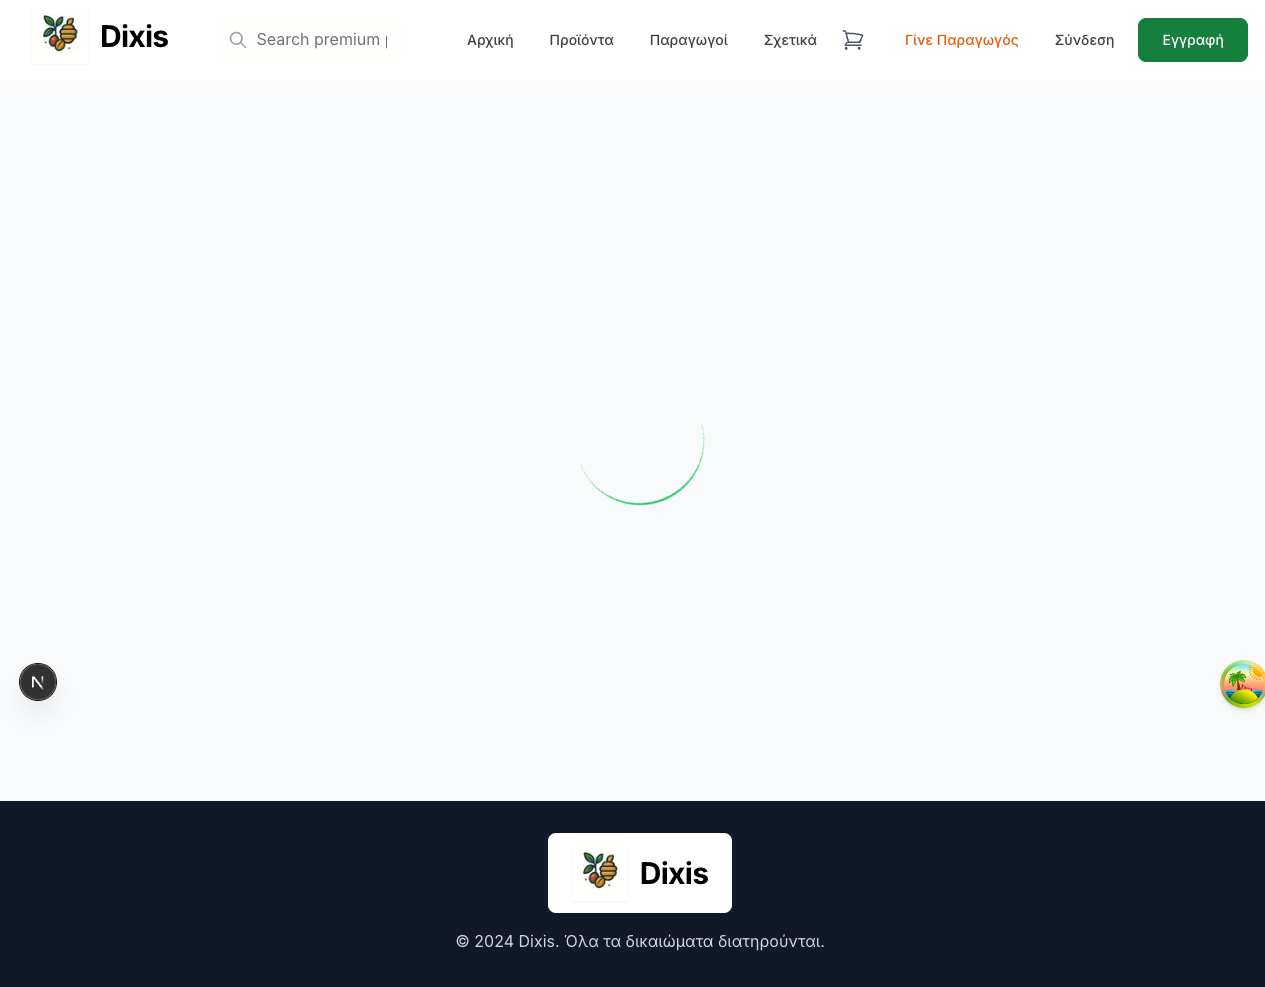 Dixis
Search premium p
Αρχική
Προϊόντα
Παραγωγοί
Σχετικά
Γίνε Παραγωγός
Σύνδεση
Εγγραφή
N
Dixis
© 2024 Dixis. Όλα τα δικαιώματα διατηρούνται.